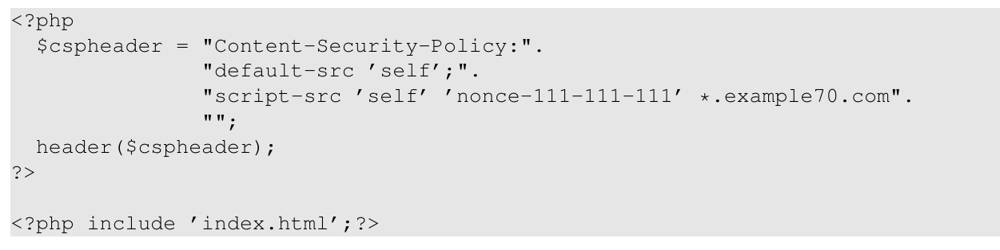 <?php
  $cspheader = "Content-Security-Policy:".
               "default-src ’self’;".
               "script-src ’self’ ’nonce-111-111-111’ *.example70.com".
               "";
  header($cspheader);
?>

<?php include ’index.html’;?>